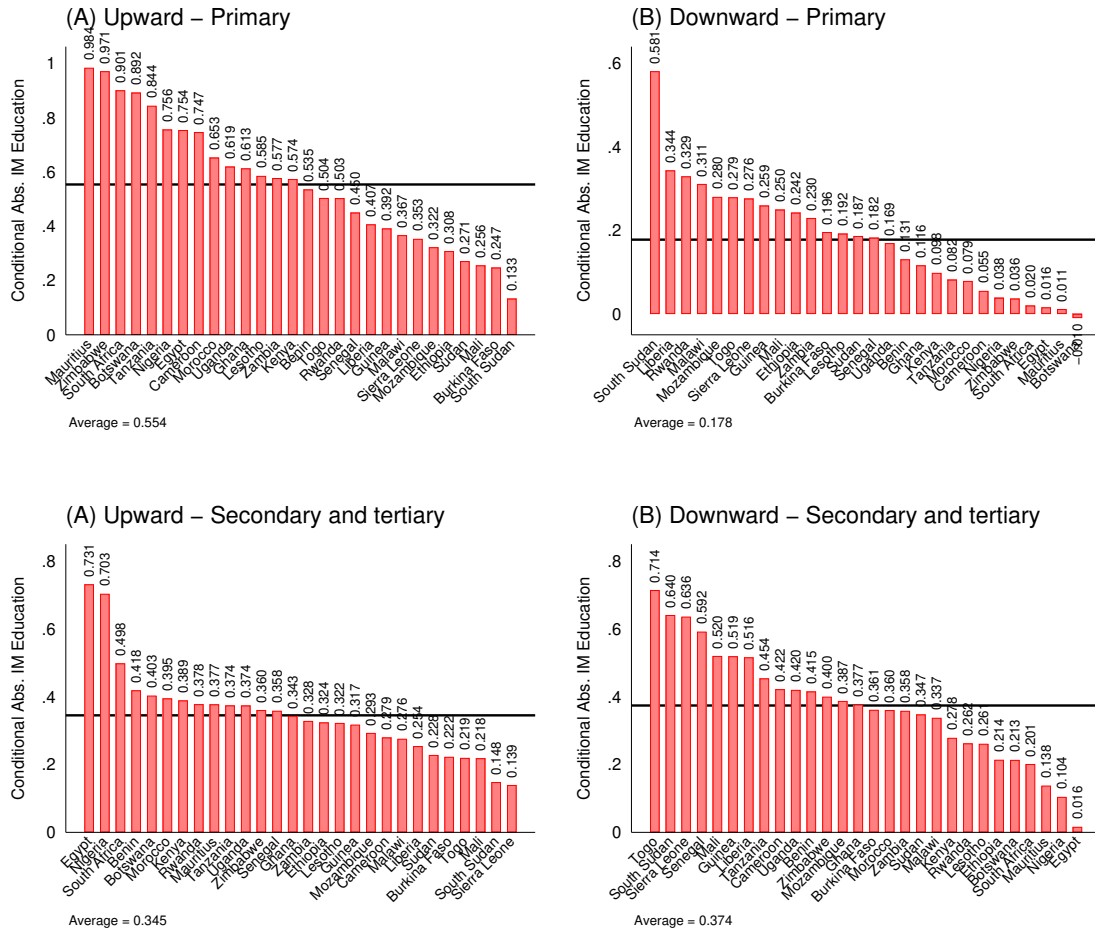 (A) Upward − Primary
Conditional Abs. IM Education
1
.8
.6
.4
.2
0
0.984
0.971
0.901
0.892
0.844
0.756
0.754
0.747
0.653
0.619
0.613
0.585
0.577
0.574
0.535
0.504
0.503
0.450
0.407
0.392
0.367
0.353
0.322
0.308
0.271
0.256
0.247
0.133
Mauritius
Zimbabwe
South Africa
Botswana
Tanzania
Nigeria
Egypt
Cameroon
Morocco
Uganda
Ghana
Lesotho
Zambia
Kenya
Benin
Togo
Rwanda
Senegal
Liberia
Guinea
Malawi
Sierra Leone
Mozambique
Ethiopia
Sudan
Mali
Burkina Faso
South Sudan
Average = 0.554
(B) Downward − Primary
Conditional Abs. IM Education
.6
.4
.2
0
0.581
0.344
0.329
0.311
0.280
0.279
0.276
0.259
0.250
0.242
0.230
0.196
0.192
0.187
0.182
0.169
0.131
0.116
0.098
0.082
0.079
0.055
0.038
0.036
0.020
0.016
0.011
−0.010
South Sudan
Liberia
Rwanda
Malawi
Mozambique
Togo
Sierra Leone
Guinea
Mali
Ethiopia
Zambia
Burkina Faso
Lesotho
Sudan
Senegal
Uganda
Benin
Ghana
Kenya
Tanzania
Morocco
Cameroon
Nigeria
Zimbabwe
South Africa
Egypt
Mauritius
Botswana
Average = 0.178
(A) Upward − Secondary and tertiary
Conditional Abs. IM Education
.8
.6
.4
.2
0
0.731
0.703
0.498
0.418
0.403
0.395
0.389
0.378
0.377
0.374
0.374
0.360
0.358
0.343
0.328
0.324
0.322
0.317
0.293
0.279
0.276
0.254
0.228
0.222
0.219
0.218
0.148
0.139
Egypt
Nigeria
South Africa
Benin
Botswana
Morocco
Kenya
Rwanda
Mauritius
Tanzania
Uganda
Zimbabwe
Senegal
Ghana
Zambia
Ethiopia
Lesotho
Guinea
Mozambique
Cameroon
Malawi
Liberia
Sudan
Burkina Faso
Togo
Mali
South Sudan
Sierra Leone
Average = 0.345
(B) Downward − Secondary and tertiary
Conditional Abs. IM Education
.8
.6
.4
.2
0
0.714
0.640
0.636
0.592
0.520
0.519
0.516
0.454
0.422
0.420
0.415
0.400
0.387
0.377
0.361
0.360
0.358
0.347
0.337
0.278
0.262
0.261
0.214
0.213
0.201
0.138
0.104
0.016
Togo
South Sudan
Sierra Leone
Senegal
Mali
Guinea
Liberia
Tanzania
Cameroon
Uganda
Benin
Zimbabwe
Mozambique
Ghana
Burkina Faso
Morocco
Zambia
Sudan
Malawi
Kenya
Rwanda
Lesotho
Ethiopia
Botswana
South Africa
Mauritius
Nigeria
Egypt
Average = 0.374